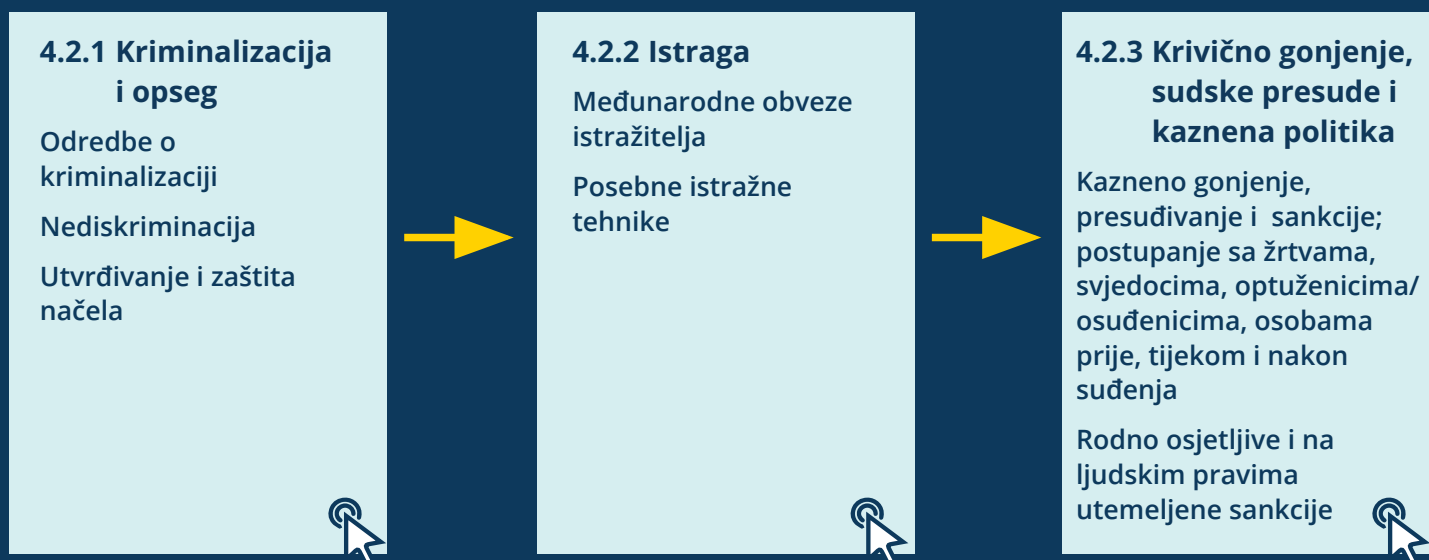 4.2.1 Kriminalizacija
i opseg
Odredbe o
kriminalizaciji
Nediskriminacija
Utvrđivanje i zaštita
načela
4.2.2 Istraga
Međunarodne obveze
istražitelja
Posebne istražne
tehnike
4.2.3 Krivično gonjenje,
sudske presude i
kaznena politika
Kazneno gonjenje,
presuđivanje i sankcije;
postupanje sa žrtvama,
svjedocima, optuženicima/
osuđenicima, osobama
prije, tijekom i nakon
suđenja
Rodno osjetljive i na
ljudskim pravima
utemeljene sankcije